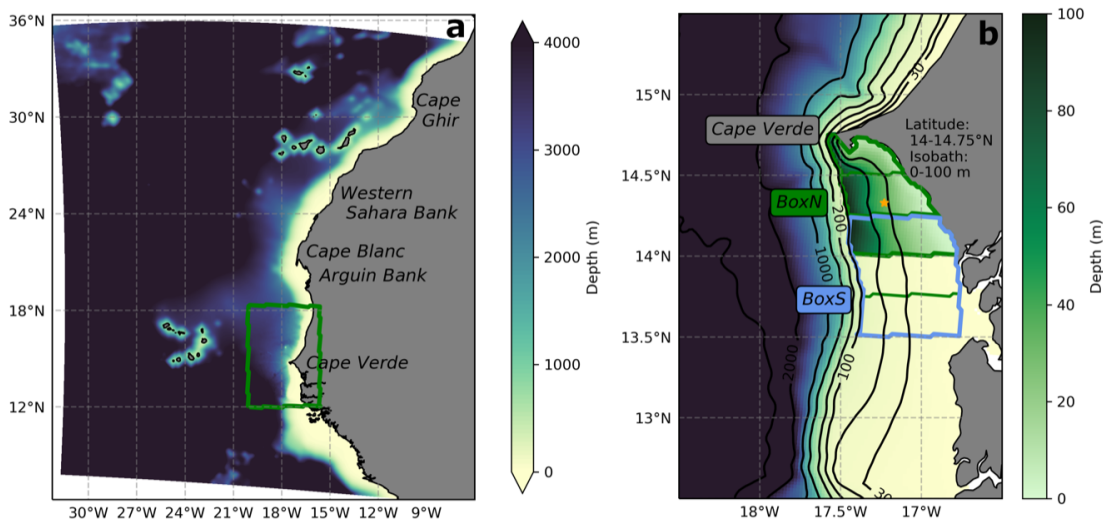 a
36°N
30°N
24°N
18°N
12°N
30°W 27°W 24°W 21°W 18°W 15°W 12°W 9°W
Cape
Ghir
Western
Sahara Bank
Cape Blanc
Arguin Bank
Cape Verde
4000
3000
2000
1000
0
Depth (m)
b
15°N
14.5°N
14°N
13.5°N
13°N
18°W 17.5°W 17°W
Cape Verde
Latitude:
14-14.75°N
Isobath:
0-100 m
BoxN
BoxS
30
200
1000
2000
100
30
100
80
60
40
20
0
Depth (m)